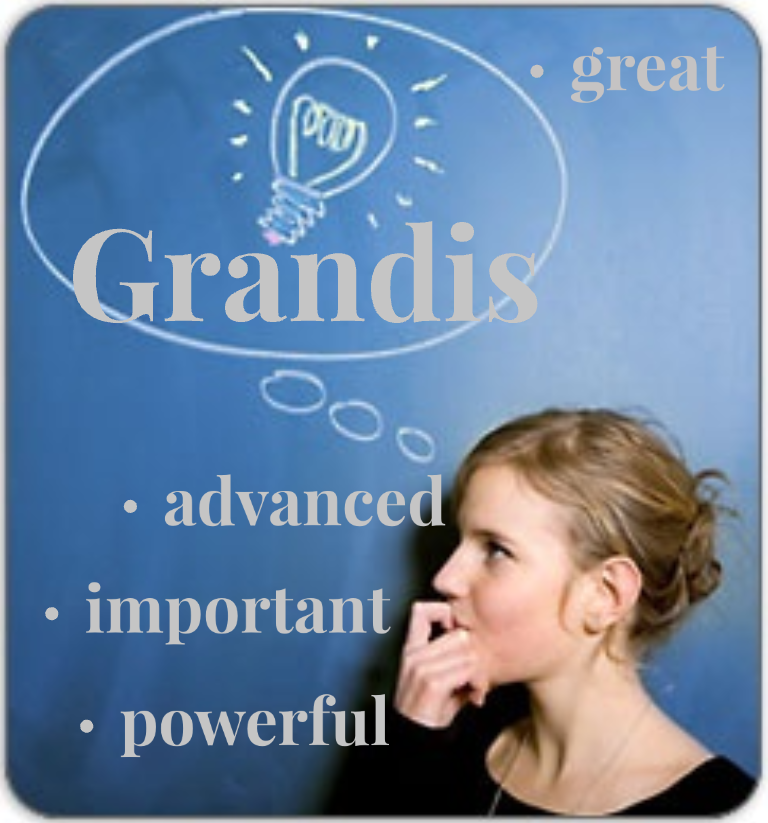 • great
Grandis
• advanced
• important
• powerful